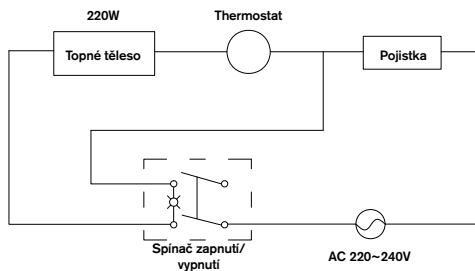 220W
Thermostat
Topné těleso
Pojistka
Spínač zapnutí/
vypnutí
AC 220~240V